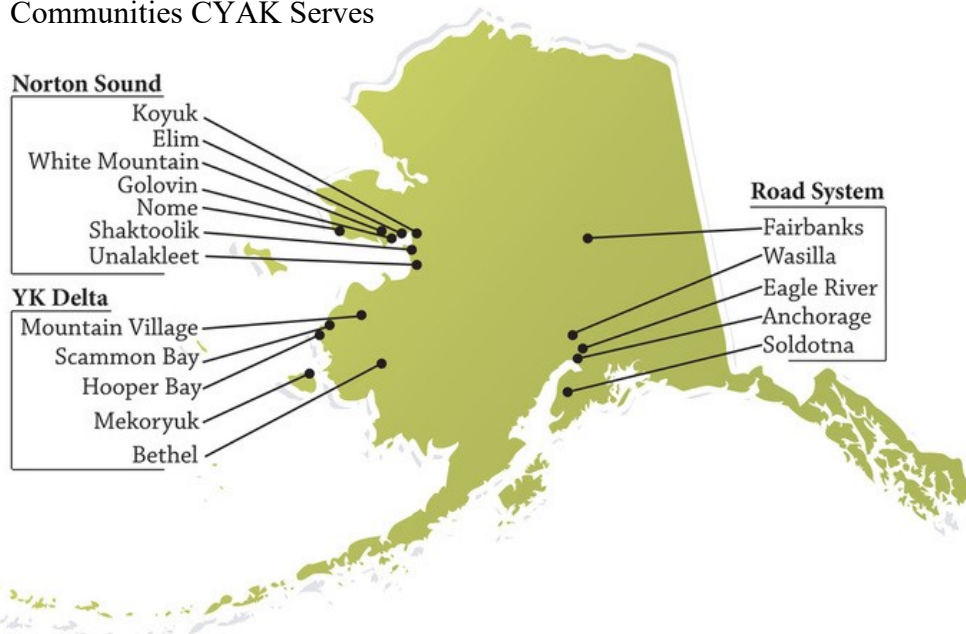 Communities CYAK Serves
Norton Sound
Koyuk
Elim
White Mountain
Golovin
Nome
Shaktoolik
Unalakleet
YK Delta
Mountain Village
Scammon Bay
Hooper Bay
Mekoryuk
Bethel
Road System
Fairbanks
Wasilla
Eagle River
Anchorage
Soldotna